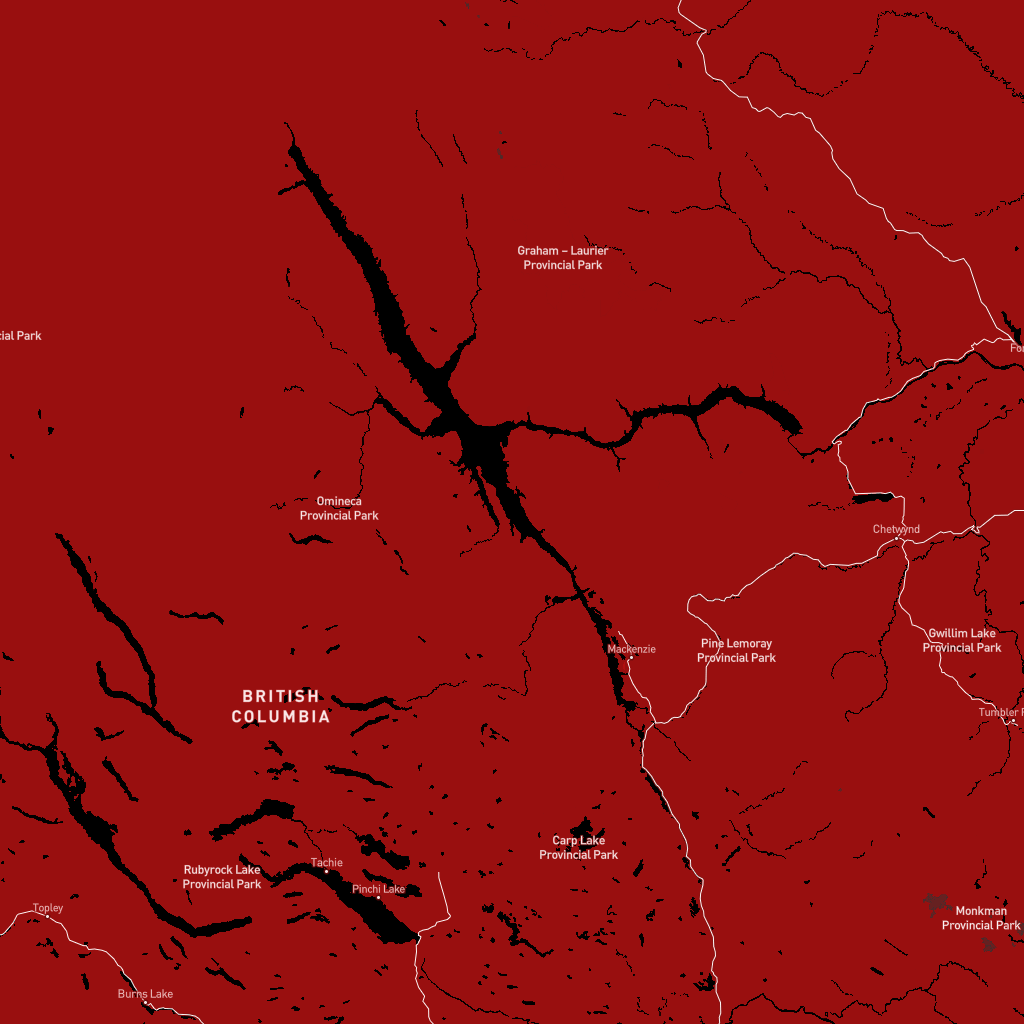 Graham – Laurier
Provincial Park
cial Park
For
Omineca
Provincial Park
Chetwynd
Gwillim Lake
Provincial Park
Pine Lemoray
Provincial Park
Mackenzie
BRITISH
COLUMBIA
Tumbler R
Carp Lake
Provincial Park
Tachie
Rubyrock Lake
Provincial Park
Pinchi Lake
Topley
Monkman
Provincial Park
Burns Lake